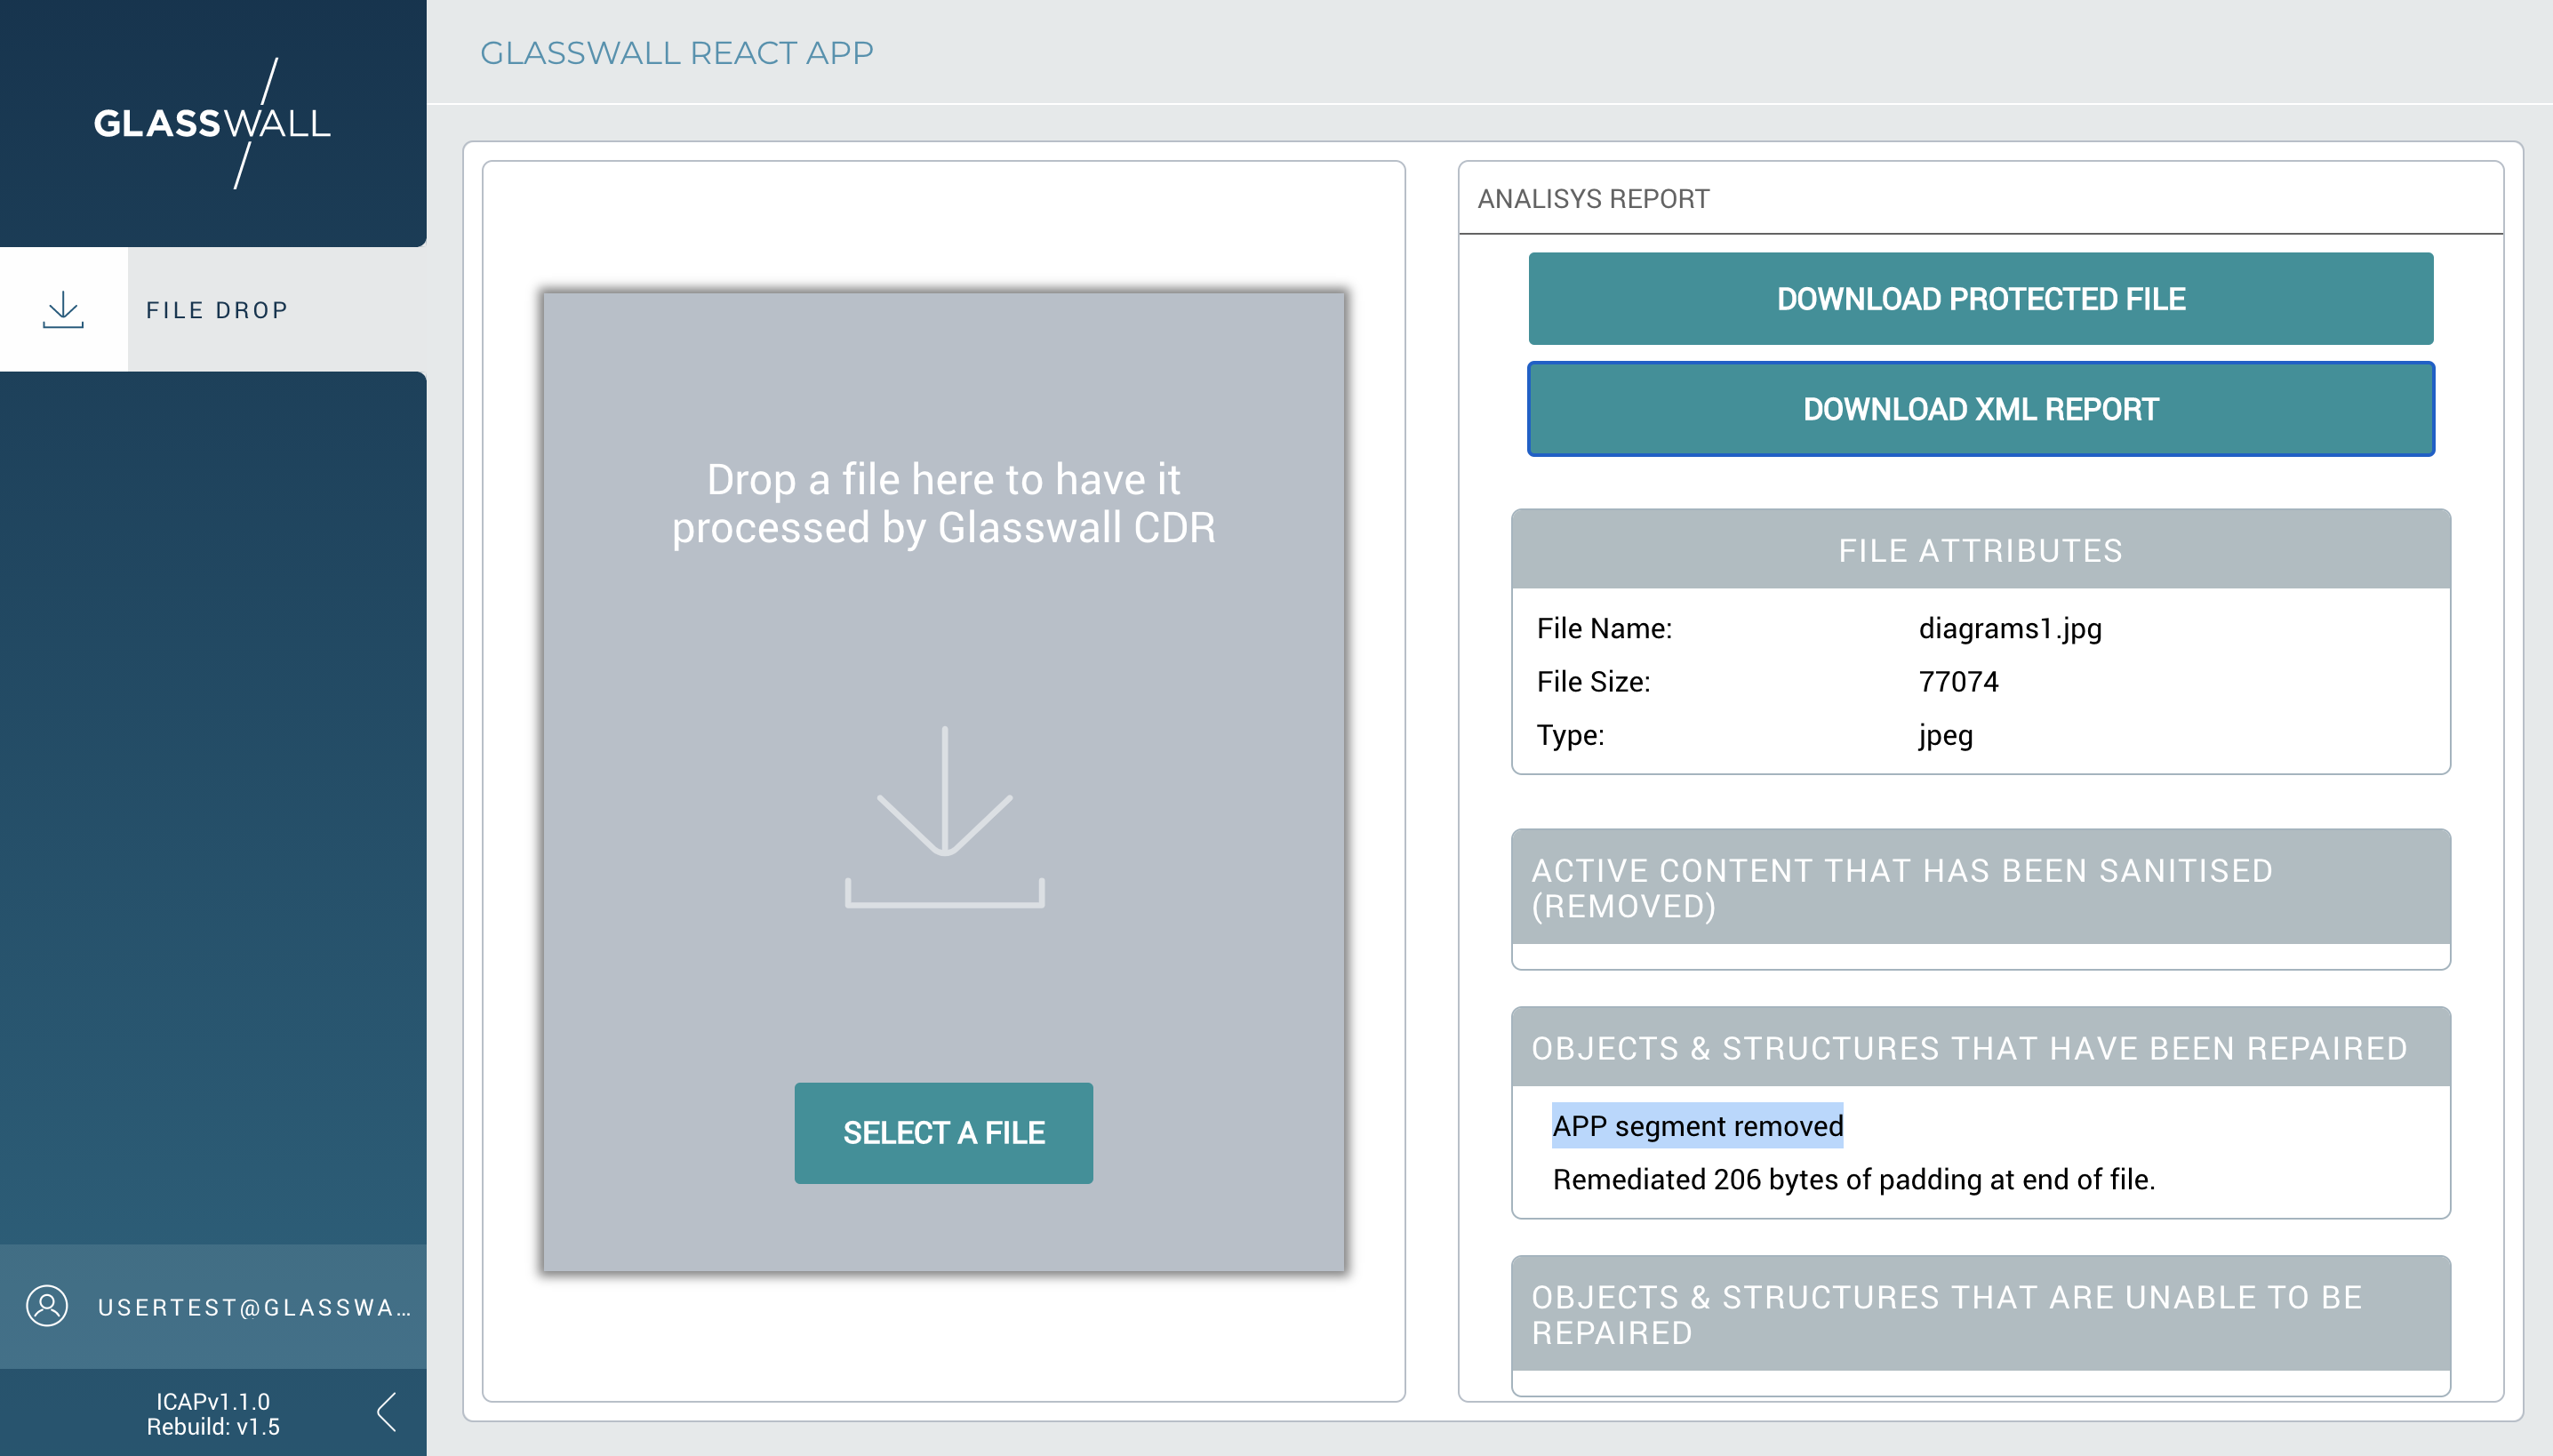 GLASSWALL
FILE DROP
USERTEST@GLASSWA...
ICAPv1.1.0
Rebuild: v1.5
GLASSWALL REACT APP
Drop a file here to have it
processed by Glasswall CDR
SELECT A FILE
ANALISYS REPORT
DOWNLOAD PROTECTED FILE
DOWNLOAD XML REPORT
FILE ATTRIBUTES
File Name: diagrams1.jpg
File Size: 77074
Type: jpeg
ACTIVE CONTENT THAT HAS BEEN SANITISED
(REMOVED)
OBJECTS & STRUCTURES THAT HAVE BEEN REPAIRED
APP segment removed
Remediated 206 bytes of padding at end of file.
OBJECTS & STRUCTURES THAT ARE UNABLE TO BE
REPAIRED